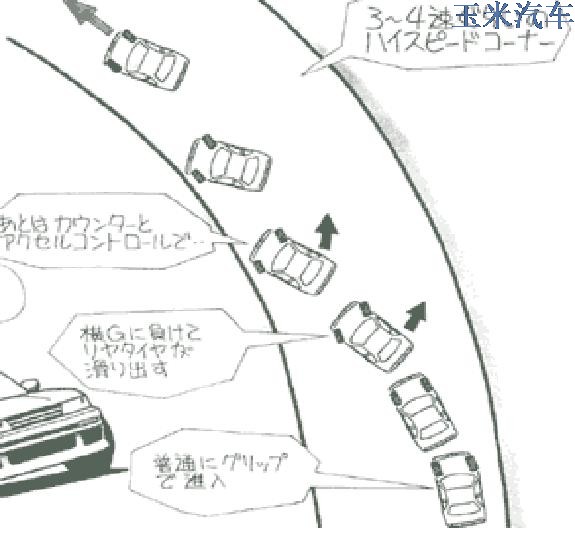 玉米汽车
3～4速
ハイスピードコーナー
あとはカウンターと
アクセルコントロールで…
横Gに負けて
リヤタイヤが
滑り出す
普通にグリップ
で進入